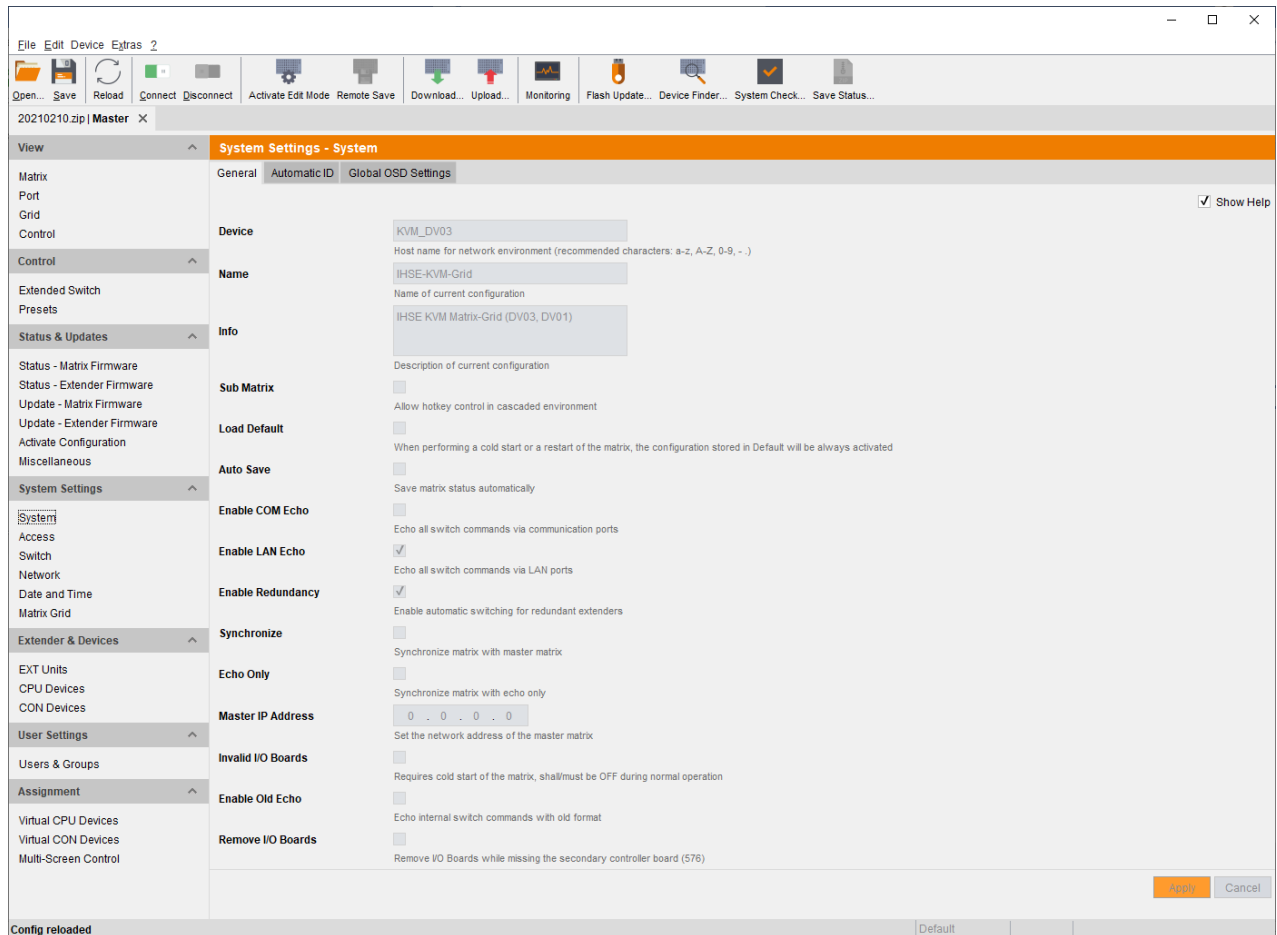 File Edit Device Extras ?
Open... Save Reload Connect Disconnect Activate Edit Mode Remote Save Download... Upload... Monitoring Flash Update... Device Finder... System Check... Save Status...
20210210.zip | Master
View
Matrix
Port
Grid
Control
Control
Extended Switch
Presets
Status & Updates
Status - Matrix Firmware
Status - Extender Firmware
Update - Matrix Firmware
Update - Extender Firmware
Activate Configuration
Miscellaneous
System Settings
System
Access
Switch
Network
Date and Time
Matrix Grid
Extender & Devices
EXT Units
CPU Devices
CON Devices
User Settings
Users & Groups
Assignment
Virtual CPU Devices
Virtual CON Devices
Multi-Screen Control
System Settings - System
General Automatic ID Global OSD Settings
Show Help
Device KVM_DV03
Host name for network environment (recommended characters: a-z, A-Z, 0-9, - .)
Name IHSE-KVM-Grid
Name of current configuration
Info IHSE KVM Matrix-Grid (DV03, DV01)
Description of current configuration
Sub Matrix
Allow hotkey control in cascaded environment
Load Default
When performing a cold start or a restart of the matrix, the configuration stored in Default will be always activated
Auto Save
Save matrix status automatically
Enable COM Echo
Echo all switch commands via communication ports
Enable LAN Echo
Echo all switch commands via LAN ports
Enable Redundancy
Enable automatic switching for redundant extenders
Synchronize
Synchronize matrix with master matrix
Echo Only
Synchronize matrix with echo only
Master IP Address 0 . 0 . 0 . 0
Set the network address of the master matrix
Invalid I/O Boards
Requires cold start of the matrix, shall/must be OFF during normal operation
Enable Old Echo
Echo internal switch commands with old format
Remove I/O Boards
Remove I/O Boards while missing the secondary controller board (576)
Apply Cancel
Config reloaded Default